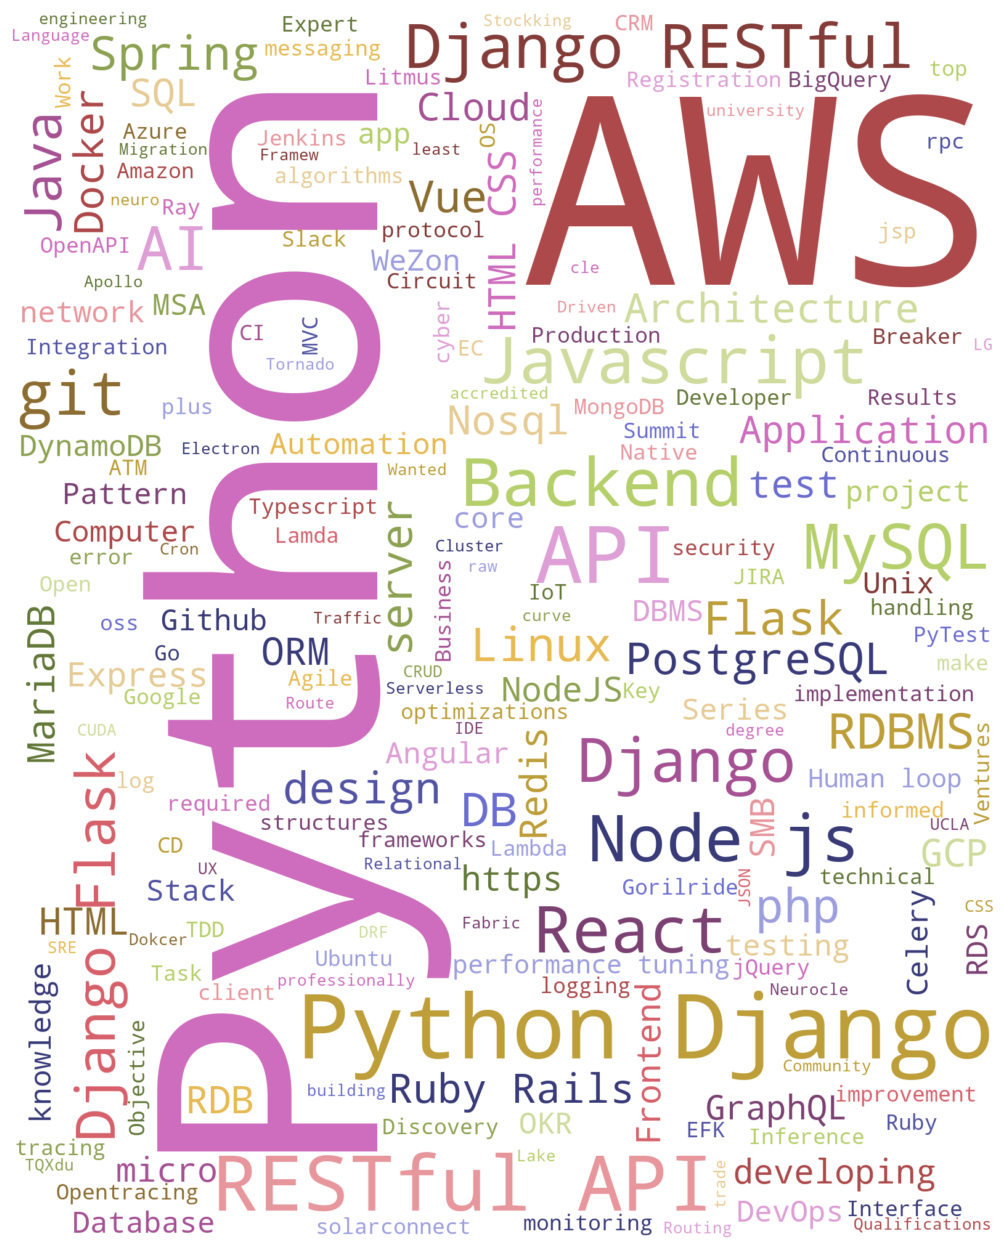 engineering
Language
Spring
Expert
messaging
Stockking
CRM
Django RESTful
Litmus
Registration
BigQuery
top
Work
SQL
Cloud
AWS
university
Java
Docker
Azure
Migration
Amazon
neuro
Ray
Jenkins
app
Framew
least
algorithms
OS
performance
CSS
Vue
rpc
jsp
OpenAPI
AI
Slack
protocol
WeZon
Circuit
HTML
cle
Apollo
network
MSA
CI
MVC
Tornado
cyber
EC
Driven
Architecture
Production
Breaker
LG
Integration
Javascript
git
plus
accredited
Developer
Results
Nosql
MongoDB
DynamoDB
Electron
Automation
Summit
Native
Application
Continuous
ATM
Wanted
Pattern
Backend
test
project
Python
Typescript
Lamda
Computer
Cron
error
server
core
Cluster
raw
API
security
MySQL
Open
JIRA
Unix
Business
IoT
curve
DBMS
Flask
handling
MariaDB
oss
Github
Traffic
Go
ORM
Linux
PostgreSQL
PyTest
make
Express
Google
Agile
Route
CRUD
Serverless
NodeJS
Key
implementation
optimizations
Series
degree
IDE
CUDA
Angular
Redis
Django
RDBMS
Ventures
log
Human loop
required
design
DB
informed
structures
frameworks
Node js
SMB
UCLA
CD
Relational
Lambda
GCP
UX
Stack
https
Gorilride
JSON
technical
Django Flask
HTML
Fabric
React
php
Celery
CSS
SRE
Dokcer
TDD
DRF
testing
RDS
Ubuntu
Task
professionally
performance tuning
jQuery
client
logging
Neurocle
knowledge
Objective
Python Django
Frontend
Community
RDB
building
Ruby Rails
improvement
GraphQL
Discovery
OKR
EFK
Inference
Ruby
tracing
TQXdu
micro
RESTful API
Lake
trade
developing
Opentracing
DevOps
Interface
Database
solarconnect
monitoring
Routing
Qualifications